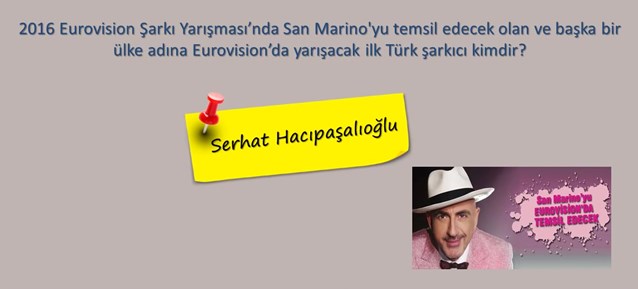 2016 Eurovision Şarkı Yarışması’nda San Marino'yu temsil edecek olan ve başka bir
ülke adına Eurovision’da yarışacak ilk Türk şarkıcı kimdir?
Serhat Hacıpaşalıoğlu
San Marino'yu
EUROVISION'DA
TEMSİL EDECEK